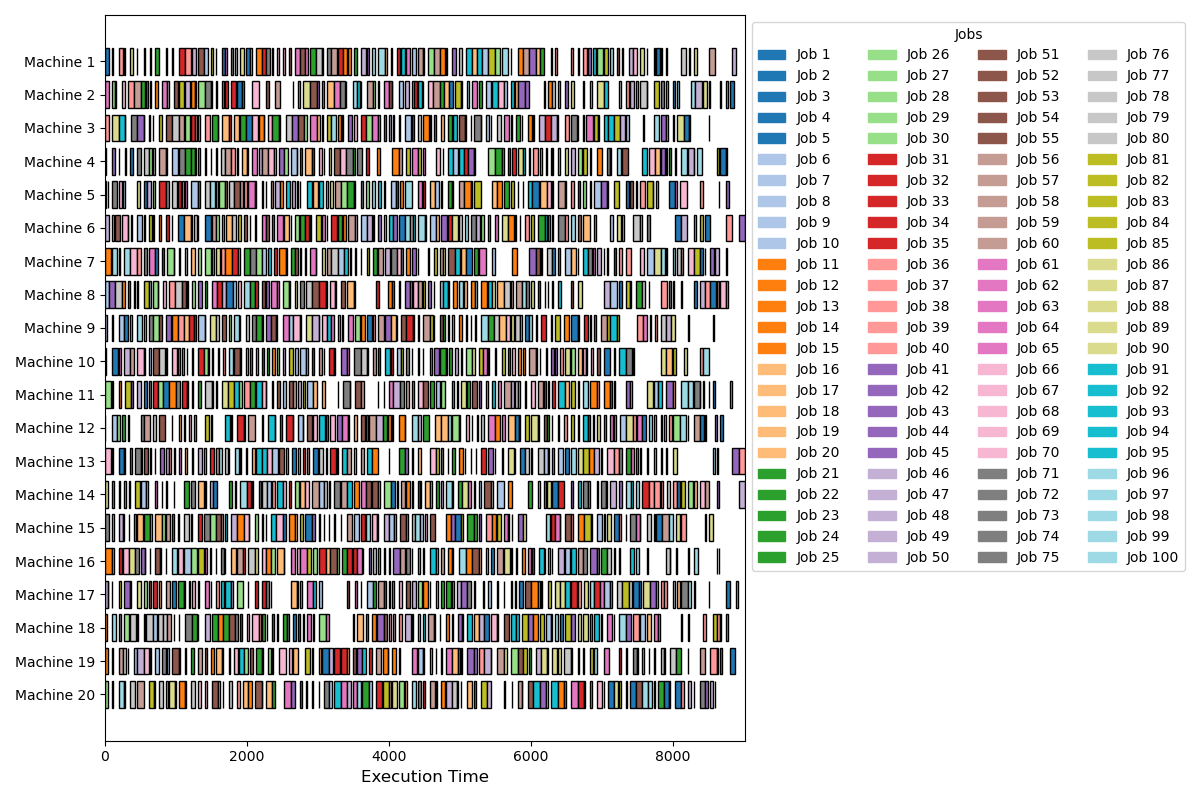 Machine 1
Machine 2
Machine 3
Machine 4
Machine 5
Machine 6
Machine 7
Machine 8
Machine 9
Machine 10
Machine 11
Machine 12
Machine 13
Machine 14
Machine 15
Machine 16
Machine 17
Machine 18
Machine 19
Machine 20
0 2000 4000 6000 8000
Execution Time
Jobs
Job 1 Job 26 Job 51 Job 76
Job 2 Job 27 Job 52 Job 77
Job 3 Job 28 Job 53 Job 78
Job 4 Job 29 Job 54 Job 79
Job 5 Job 30 Job 55 Job 80
Job 6 Job 31 Job 56 Job 81
Job 7 Job 32 Job 57 Job 82
Job 8 Job 33 Job 58 Job 83
Job 9 Job 34 Job 59 Job 84
Job 10 Job 35 Job 60 Job 85
Job 11 Job 36 Job 61 Job 86
Job 12 Job 37 Job 62 Job 87
Job 13 Job 38 Job 63 Job 88
Job 14 Job 39 Job 64 Job 89
Job 15 Job 40 Job 65 Job 90
Job 16 Job 41 Job 66 Job 91
Job 17 Job 42 Job 67 Job 92
Job 18 Job 43 Job 68 Job 93
Job 19 Job 44 Job 69 Job 94
Job 20 Job 45 Job 70 Job 95
Job 21 Job 46 Job 71 Job 96
Job 22 Job 47 Job 72 Job 97
Job 23 Job 48 Job 73 Job 98
Job 24 Job 49 Job 74 Job 99
Job 25 Job 50 Job 75 Job 100